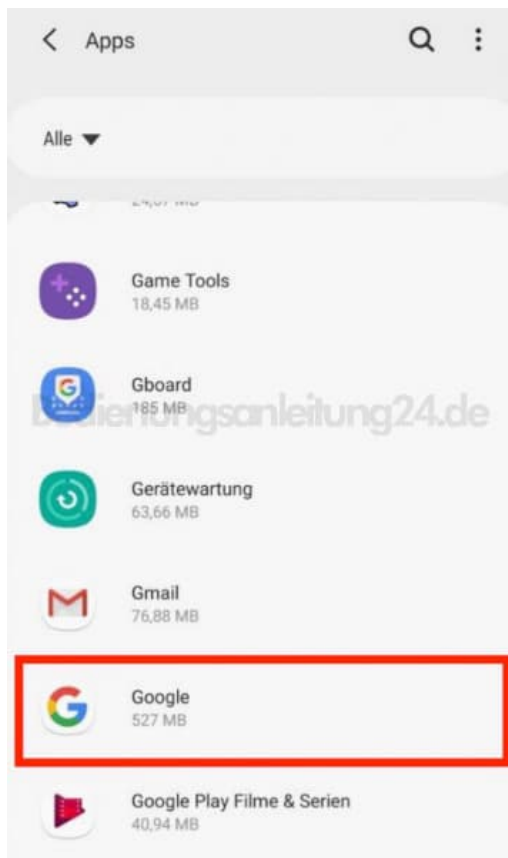 Apps
Alle
Game Tools
18,45 MB
Gboard
185 MB
Bedienungsanleitung24.de
Gerätewartung
63,66 MB
Gmail
76,88 MB
Google
527 MB
Google Play Filme & Serien
40,94 MB